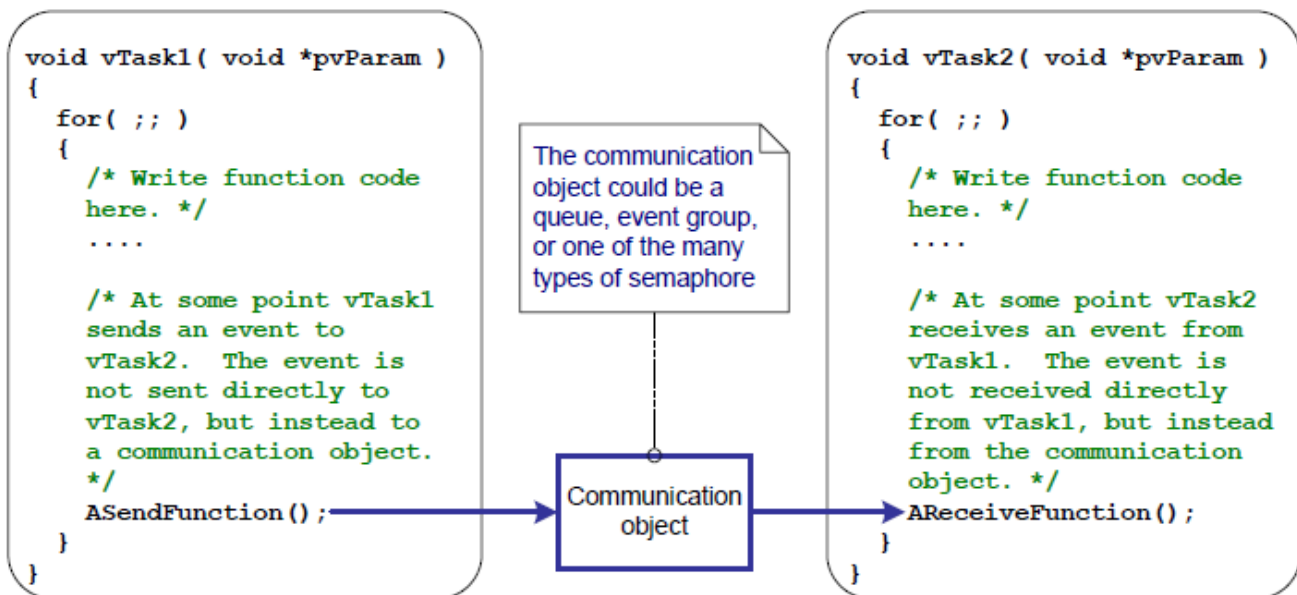 void vTask1( void *pvParam )
{
for( ;; )
{
/* Write function code
here. */
....
/* At some point vTask1
sends an event to
vTask2.  The event is
not sent directly to
vTask2, but instead to
a communication object.
*/
ASendFunction();
}
}
The communication
object could be a
queue, event group,
or one of the many
types of semaphore
Communication
object
void vTask2( void *pvParam )
{
for( ;; )
{
/* Write function code
here. */
....
/* At some point vTask2
receives an event from
vTask1.  The event is
not received directly
from vTask1, but instead
from the communication
object. */
AReceiveFunction();
}
}